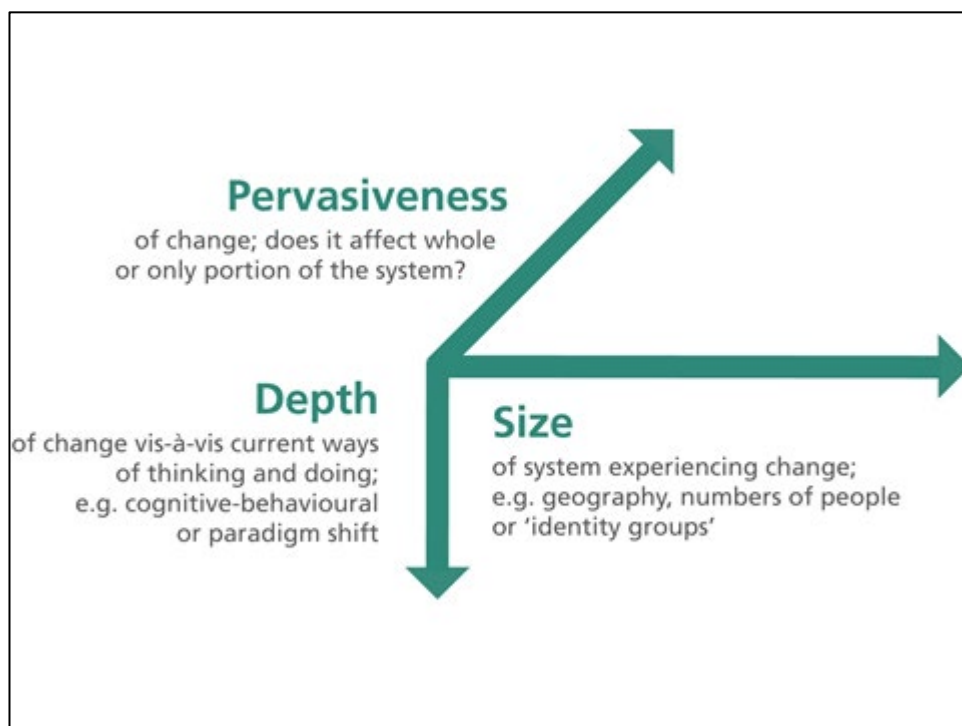 Pervasiveness
of change; does it affect whole
or only portion of the system?
Depth
of change vis-à-vis current ways
of thinking and doing;
e.g. cognitive-behavioural
or paradigm shift
Size
of system experiencing change;
e.g. geography, numbers of people
or ‘identity groups’